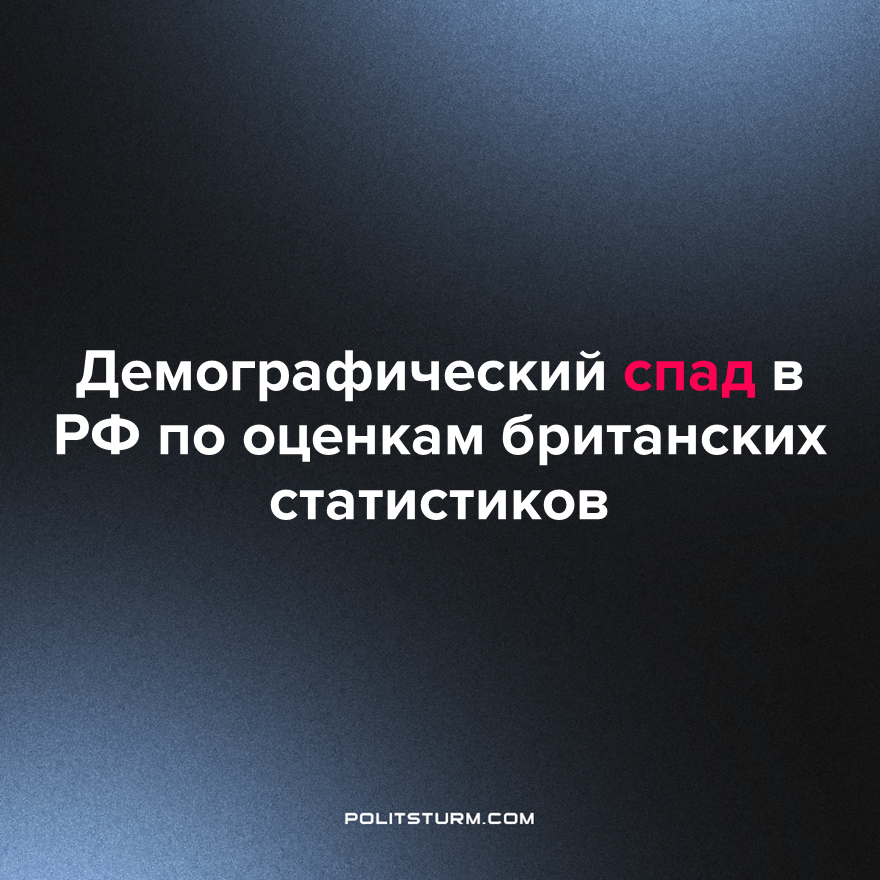 Демографический спад в
РФ по оценкам британских
статистиков
POLITSTURM.COM